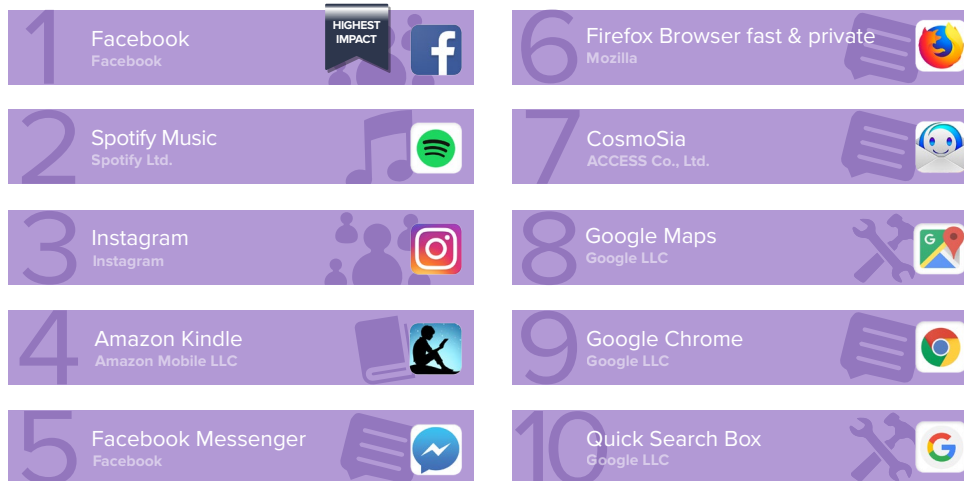 1
Facebook
Facebook
HIGHEST
IMPACT
2
Spotify Music
Spotify Ltd.
3
Instagram
Instagram
4
Amazon Kindle
Amazon Mobile LLC
5
Facebook Messenger
Facebook
6
Firefox Browser fast & private
Mozilla
7
CosmoSia
ACCESS Co., Ltd.
8
Google Maps
Google LLC
9
Google Chrome
Google LLC
10
Quick Search Box
Google LLC